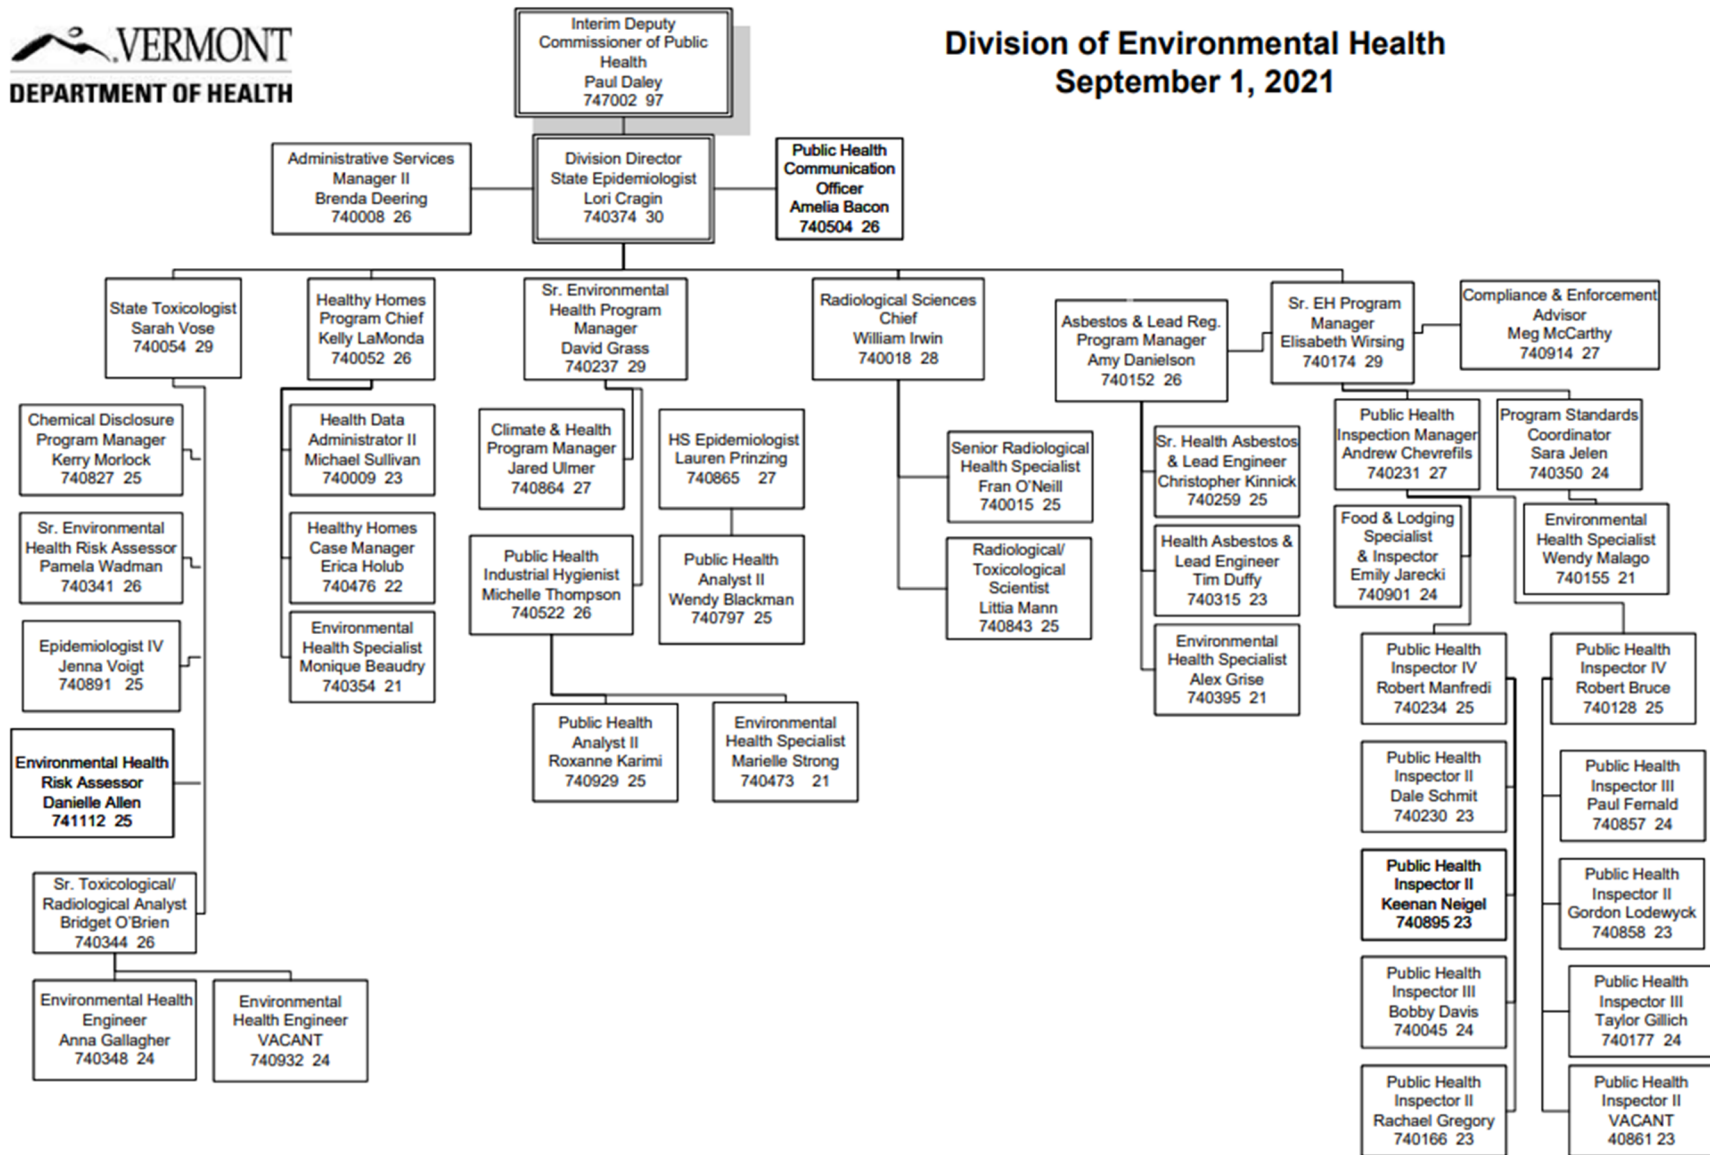 VERMONT
DEPARTMENT OF HEALTH
Division of Environmental Health
September 1, 2021
Interim Deputy
Commissioner of Public
Health
Paul Daley
747002 97
Administrative Services
Manager II
Brenda Deering
740008 26
Division Director
State Epidemiologist
Lori Cragin
740374 30
Public Health
Communication
Officer
Amelia Bacon
740504 26
State Toxicologist
Sarah Vose
740054 29
Healthy Homes
Program Chief
Kelly LaMonda
740052 26
Sr. Environmental
Health Program
Manager
David Grass
740237 29
Radiological Sciences
Chief
William Irwin
740018 28
Asbestos & Lead Reg.
Program Manager
Amy Danielson
740152 26
Sr. EH Program
Manager
Elisabeth Wirsing
740174 29
Compliance & Enforcement
Advisor
Meg McCarthy
740914 27
Chemical Disclosure
Program Manager
Kerry Morlock
740827 25
Sr. Environmental
Health Risk Assessor
Pamela Wadman
740341 26
Epidemiologist IV
Jenna Voigt
740891 25
Environmental Health
Risk Assessor
Danielle Allen
741112 25
Sr. Toxicological/
Radiological Analyst
Bridget O'Brien
740344 26
Environmental Health
Engineer
Anna Gallagher
740348 24
Environmental
Health Engineer
VACANT
740932 24
Health Data
Administrator II
Michael Sullivan
740009 23
Healthy Homes
Case Manager
Erica Holub
740476 22
Environmental
Health Specialist
Monique Beaudry
740354 21
Climate & Health
Program Manager
Jared Ulmer
740864 27
HS Epidemiologist
Lauren Prinzing
740865 27
Public Health
Industrial Hygienist
Michelle Thompson
740522 26
Public Health
Analyst II
Wendy Blackman
740797 25
Public Health
Analyst II
Roxanne Karimi
740929 25
Environmental
Health Specialist
Marielle Strong
740473 21
Senior Radiological
Health Specialist
Fran O'Neill
740015 25
Radiological/
Toxicological
Scientist
Littia Mann
740843 25
Sr. Health Asbestos
& Lead Engineer
Christopher Kinnick
740259 25
Health Asbestos &
Lead Engineer
Tim Duffy
740315 23
Environmental
Health Specialist
Alex Grise
740395 21
Public Health
Inspection Manager
Andrew Chevrefils
740231 27
Program Standards
Coordinator
Sara Jelen
740350 24
Food & Lodging
Specialist
& Inspector
Emily Jarecki
740901 24
Environmental
Health Specialist
Wendy Malago
740155 21
Public Health
Inspector IV
Robert Manfredi
740234 25
Public Health
Inspector II
Dale Schmit
740230 23
Public Health
Inspector II
Keenan Neigel
740895 23
Public Health
Inspector III
Bobby Davis
740045 24
Public Health
Inspector II
Rachael Gregory
740166 23
Public Health
Inspector IV
Robert Bruce
740128 25
Public Health
Inspector III
Paul Fernald
740857 24
Public Health
Inspector II
Gordon Lodewyck
740858 23
Public Health
Inspector III
Taylor Gillich
740177 24
Public Health
Inspector II
VACANT
40861 23